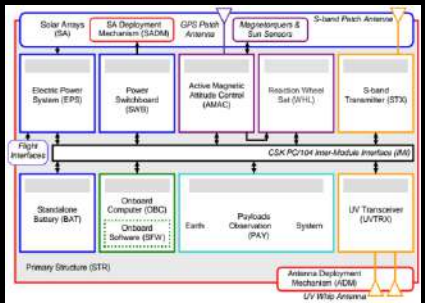 Solar Arrays
(SA)
SA Deployment
Mechanism (SADM)
GPS Patch
Antenna
Magnetorquers &
Sun Sensors
S-band Patch Antenna
Electric Power
System (EPS)
Power
Switchboard
(SWB)
Active Magnetic
Attitude Control
(AMAC)
Reaction Wheel
Set (WHL)
S-band
Transmitter (STX)
Flight
Interfaces
CSK PC/104 Inter-Module Interface (IMI)
Standalone
Battery (BAT)
Onboard
Computer (OBC)
Onboard
Software (SFW)
Payloads
Earth Observation System
(PAY)
UV Transceiver
(UVTRX)
Primary Structure (STR)
Antenna Deployment
Mechanism (ADM)
UV Whip Antenna